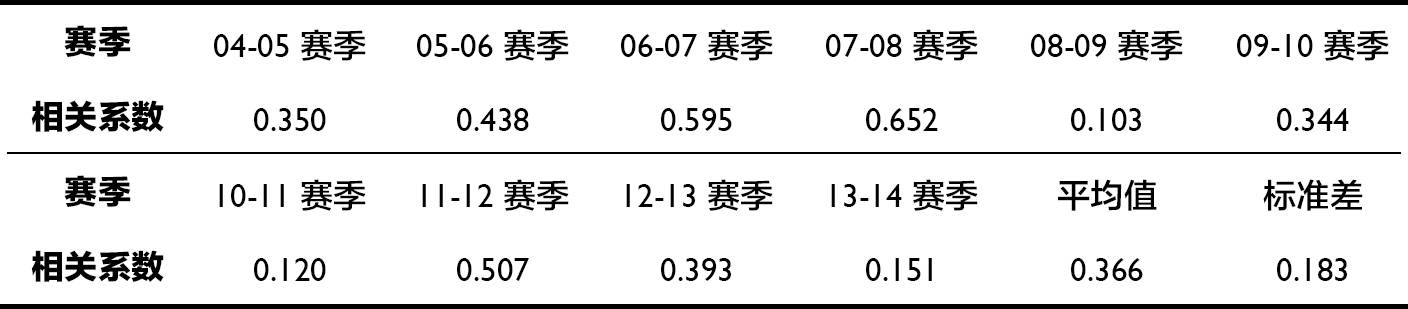 赛季 04-05 赛季 05-06 赛季 06-07 赛季 07-08 赛季 08-09 赛季 09-10 赛季
相关系数 0.350 0.438 0.595 0.652 0.103 0.344
赛季 10-11 赛季 11-12 赛季 12-13 赛季 13-14 赛季 平均值 标准差
相关系数 0.120 0.507 0.393 0.151 0.366 0.183